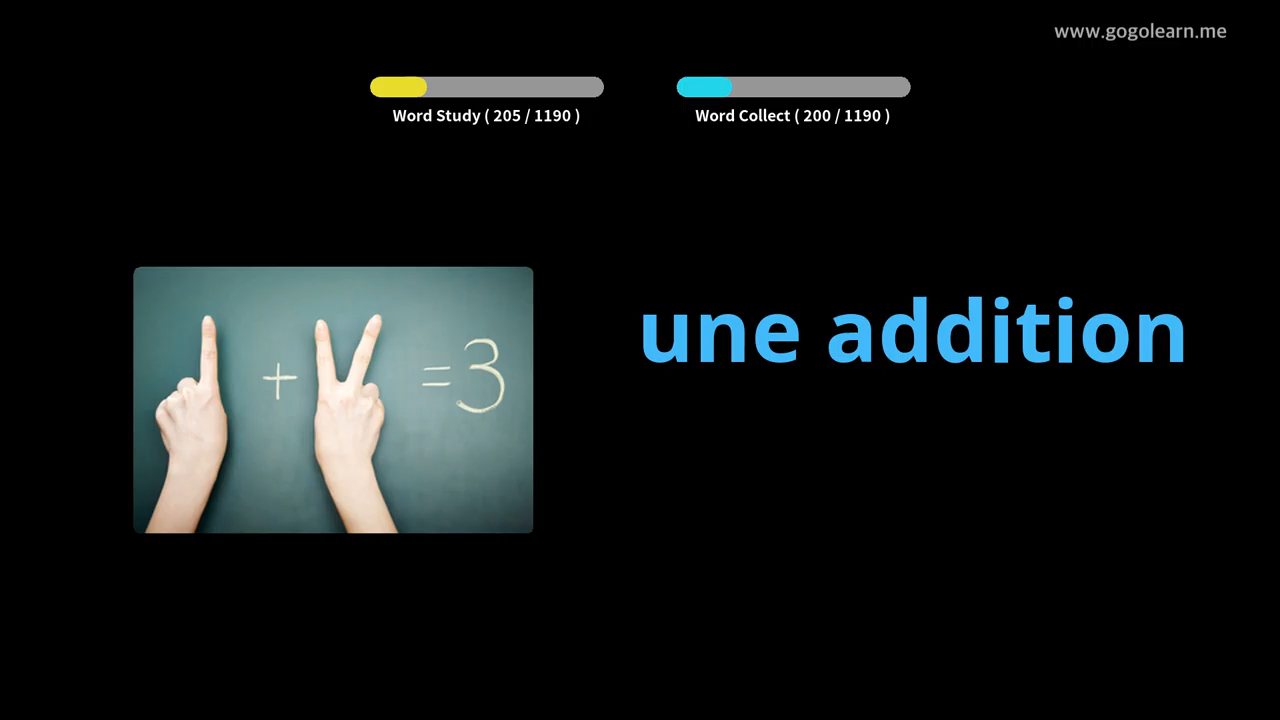 www.gogolearn.me
Word Study ( 205 / 1190 )
Word Collect ( 200 / 1190 )
une addition
+ = 3